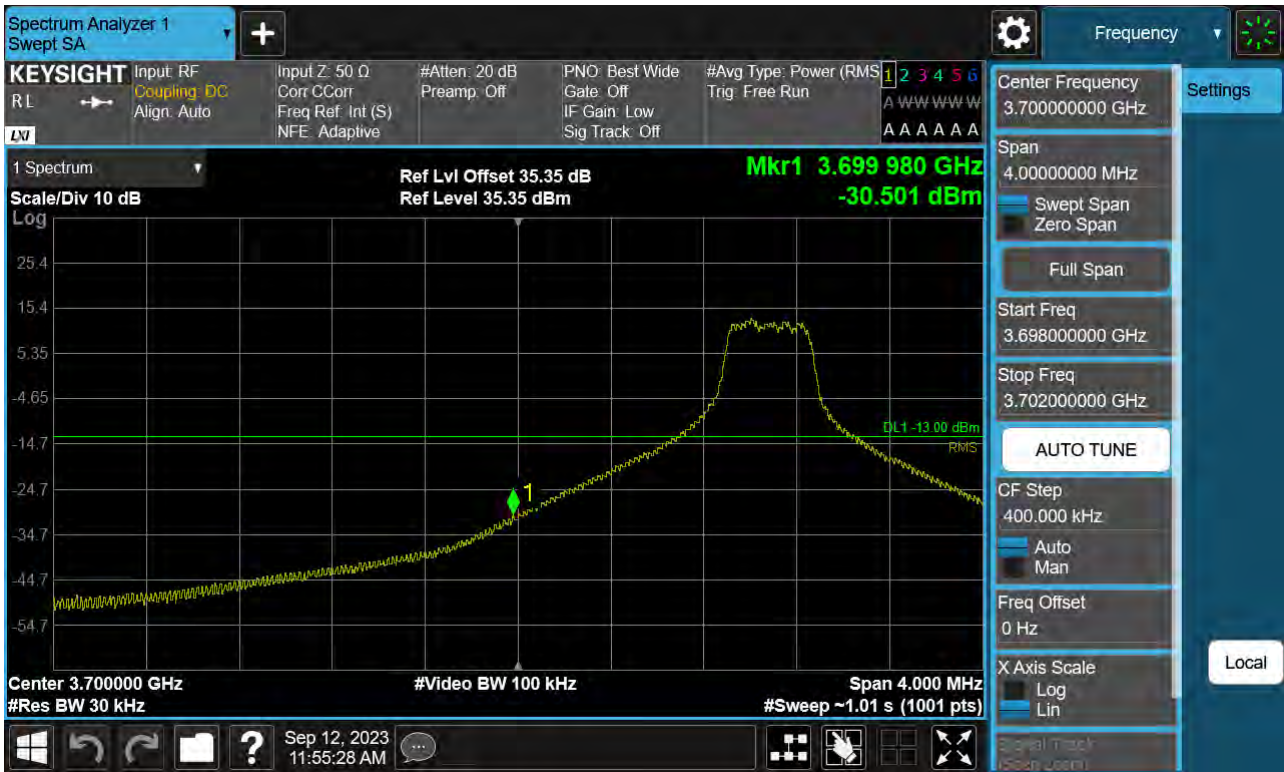 Spectrum Analyzer 1
Swept SA
+
Frequency
KEYSIGHT
RL
LXI
Input: RF
Coupling: DC
Align: Auto
Input Z: 50 Ω
Corr CCorr
Freq Ref: Int (S)
NFE: Adaptive
#Atten: 20 dB
Preamp: Off
PNO: Best Wide
Gate: Off
IF Gain: Low
Sig Track: Off
#Avg Type: Power (RMS
Trig: Free Run
1 2 3 4 5 6
A W W W W W
A A A A A A
1 Spectrum
Scale/Div 10 dB
Log
Ref Lvl Offset 35.35 dB
Ref Level 35.35 dBm
Mkr1 3.699 980 GHz
-30.501 dBm
25.4
15.4
5.35
-4.65
-14.7
-24.7
-34.7
-44.7
-54.7
DL1 -13.00 dBm
RMS
1
Center 3.700000 GHz
#Res BW 30 kHz
#Video BW 100 kHz
Span 4.000 MHz
#Sweep ~1.01 s (1001 pts)
Center Frequency
3.700000000 GHz
Settings
Span
4.00000000 MHz
Swept Span
Zero Span
Full Span
Start Freq
3.698000000 GHz
Stop Freq
3.702000000 GHz
AUTO TUNE
CF Step
400.000 kHz
Auto
Man
Freq Offset
0 Hz
X Axis Scale
Log
Lin
Signal Track
(Span Zoom)
Local
?
Sep 12, 2023
11:55:28 AM